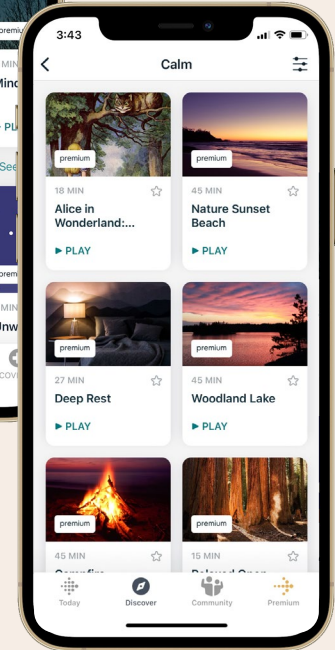 3:43
Calm
premium
premium
18 MIN
45 MIN
Alice in
Wonderland:...
Nature Sunset
Beach
▶ PLAY
▶ PLAY
premium
premium
27 MIN
45 MIN
Deep Rest
Woodland Lake
▶ PLAY
▶ PLAY
premium
premium
45 MIN
15 MIN
Today
Discover
Community
Premium